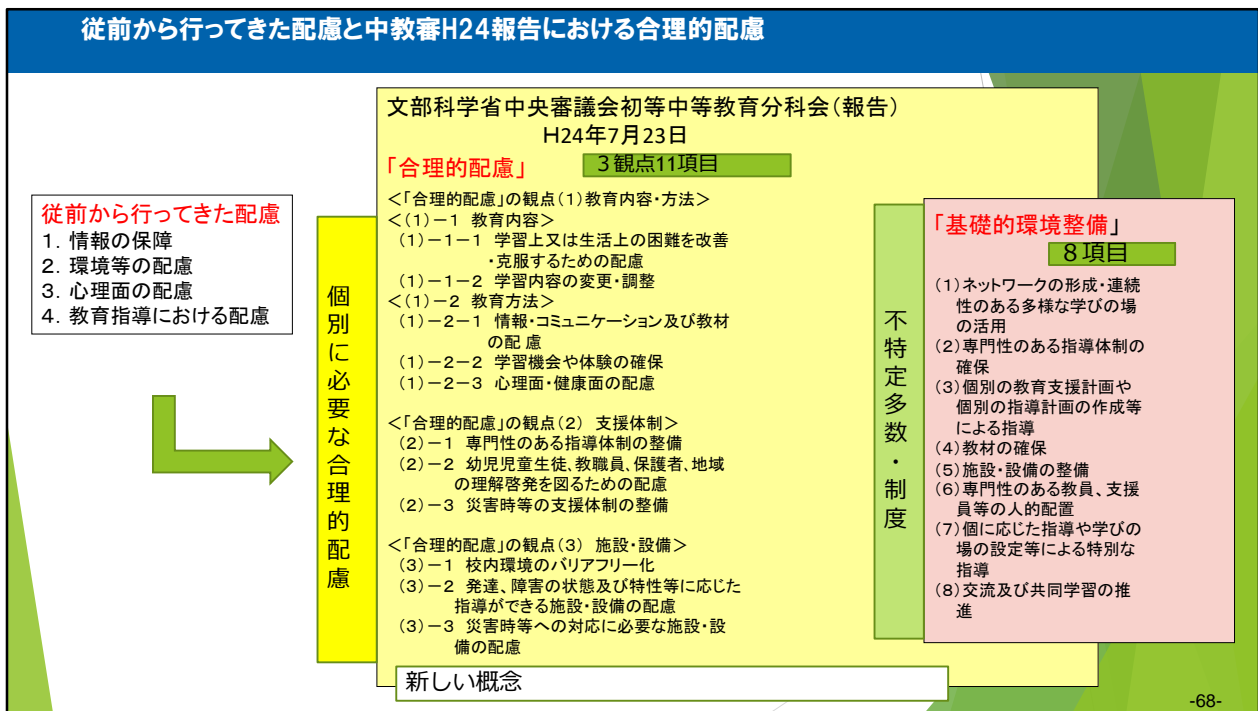 従前から行ってきた配慮と中教審H24報告における合理的配慮
従前から行ってきた配慮
1. 情報の保障
2. 環境等の配慮
3. 心理面の配慮
4. 教育指導における配慮
個別に必要な合理的配慮
文部科学省中央審議会初等中等教育分科会(報告)
H24年7月23日
「合理的配慮」
3観点11項目
<「合理的配慮」の観点(1)教育内容・方法>
<(1)-1 教育内容>
(1)-1-1 学習上又は生活上の困難を改善
・克服するための配慮
(1)-1-2 学習内容の変更・調整
<(1)-2 教育方法>
(1)-2-1 情報・コミュニケーション及び教材
の配 慮
(1)-2-2 学習機会や体験の確保
(1)-2-3 心理面・健康面の配慮
<「合理的配慮」の観点(2) 支援体制>
(2)-1 専門性のある指導体制の整備
(2)-2 幼児児童生徒、教職員、保護者、地域
の理解啓発を図るための配慮
(2)-3 災害時等の支援体制の整備
<「合理的配慮」の観点(3) 施設・設備>
(3)-1 校内環境のバリアフリー化
(3)-2 発達、障害の状態及び特性等に応じた
指導ができる施設・設備の配慮
(3)-3 災害時等への対応に必要な施設・設
備の配慮
新しい概念
不特定多数・制度
「基礎的環境整備」
8項目
(1)ネットワークの形成・連続
性のある多様な学びの場
の活用
(2)専門性のある指導体制の
確保
(3)個別の教育支援計画や
個別の指導計画の作成等
による指導
(4)教材の確保
(5)施設・設備の整備
(6)専門性のある教員、支援
員等の人的配置
(7)個に応じた指導や学びの
場の設定等による特別な
指導
(8)交流及び共同学習の推
進
-68-